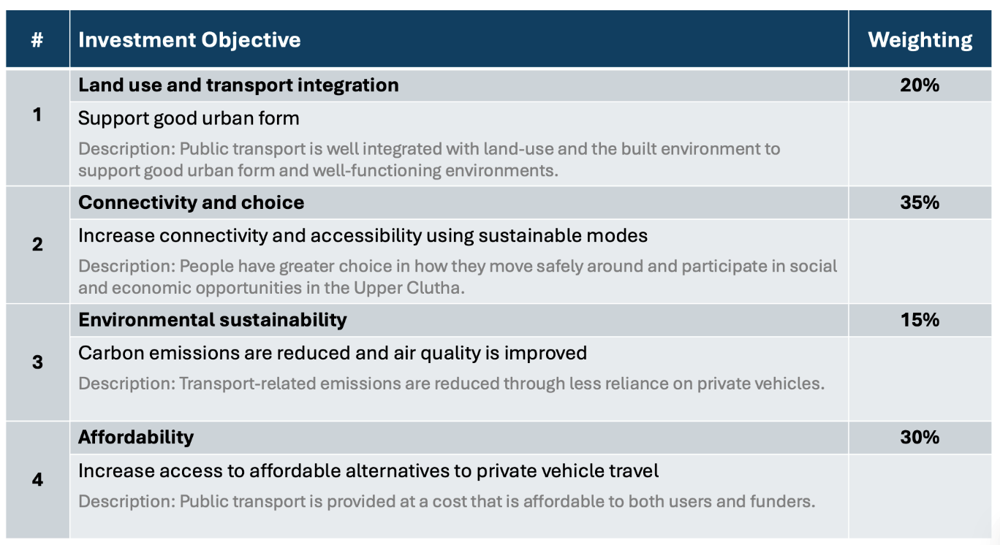 # Investment Objective Weighting
Land use and transport integration 20%
1
Support good urban form
Description: Public transport is well integrated with land-use and the built environment to
support good urban form and well-functioning environments.
Connectivity and choice 35%
2
Increase connectivity and accessibility using sustainable modes
Description: People have greater choice in how they move safely around and participate in social
and economic opportunities in the Upper Clutha.
Environmental sustainability 15%
3
Carbon emissions are reduced and air quality is improved
Description: Transport-related emissions are reduced through less reliance on private vehicles.
Affordability 30%
4
Increase access to affordable alternatives to private vehicle travel
Description: Public transport is provided at a cost that is affordable to both users and funders.